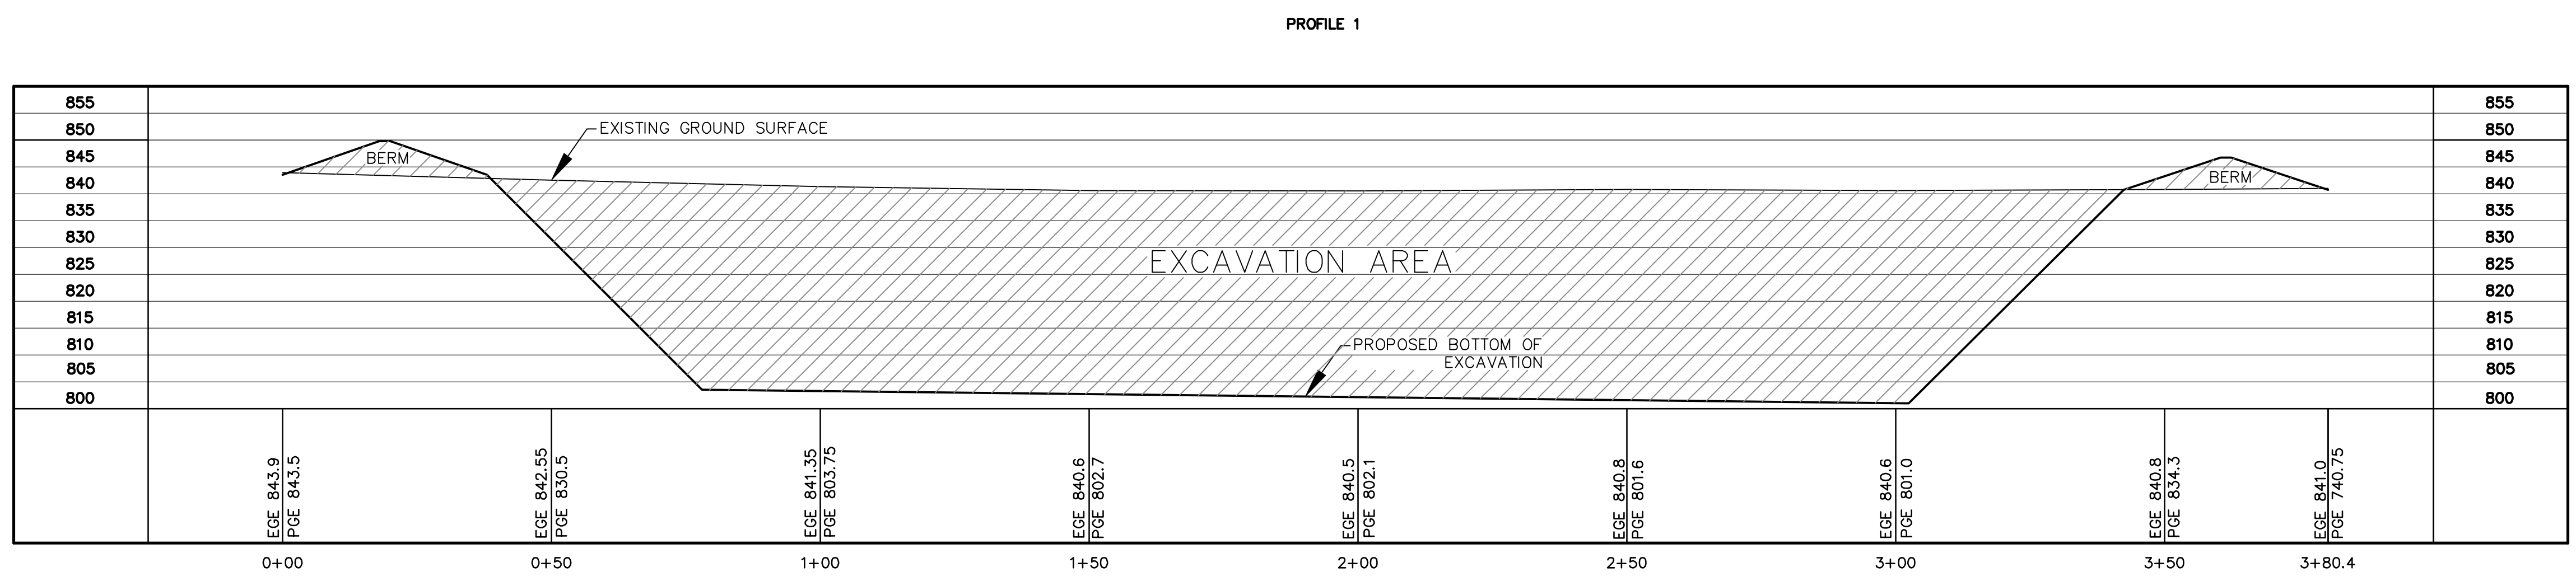 PROFILE 1
855
850
845
840
835
830
825
820
815
810
805
800
EXISTING GROUND SURFACE
BERM
EXCAVATION AREA
PROPOSED BOTTOM OF
EXCAVATION
BERM
855
850
845
840
835
830
825
820
815
810
805
800
EGE 843.9
PGE 843.5
EGE 842.55
PGE 830.5
EGE 841.35
PGE 803.75
EGE 840.6
PGE 802.7
EGE 840.5
PGE 802.1
EGE 840.8
PGE 801.6
EGE 840.6
PGE 801.0
EGE 840.8
PGE 834.3
EGE 841.0
PGE 740.75
0+00
0+50
1+00
1+50
2+00
2+50
3+00
3+50
3+80.4